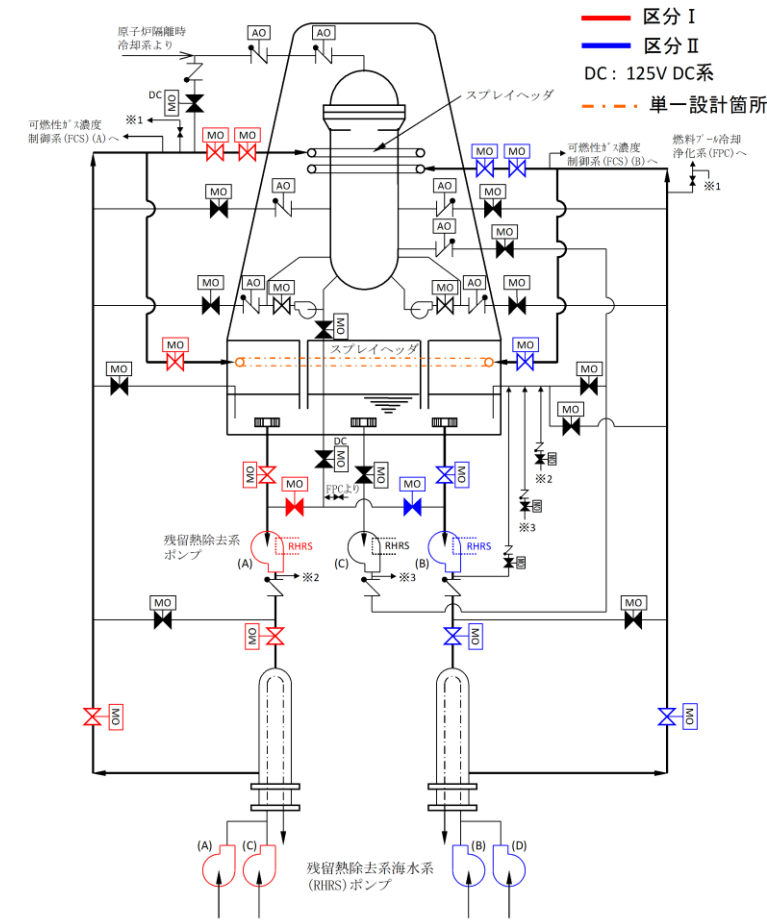 区分Ⅰ
区分Ⅱ
DC：125V DC系
単一設計箇所
原子炉隔離時
冷却系より
AO
AO
DC
MO
※1
可燃性ガス濃度
制御系(FCS)(A)へ
MO
MO
スプレイヘッダ
MO
MO
可燃性ガス濃度
制御系(FCS)(B)へ
燃料プール冷却
浄化系(FPC)へ
※1
MO
AO
AO
MO
AO
MO
MO
AO
MO
MO
AO
MO
MO
スプレイヘッダ
MO
MO
MO
MO
MO
DC
MO
MO
MO
MO
MO
FPCより
MO
※2
※3
残留熱除去系
ポンプ
(A)
RHRS
(C)
RHRS
(B)
RHRS
※2
※3
MO
MO
MO
MO
MO
MO
(A)
(C)
(B)
(D)
残留熱除去系海水系
(RHRS)ポンプ